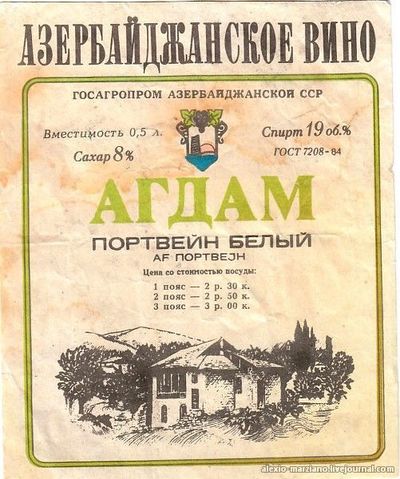 АЗЕРБАЙДЖАНСКОЕ ВИНО
ГОСАГРОПРОМ АЗЕРБАЙДЖАНСКОЙ ССР
Вместимость 0,5 л.
Спирт 19 об.%
Сахар 8%
ГОСТ 7208-84
АГДАМ
ПОРТВЕЙН БЕЛЫЙ
АҒ ПОРТВЕЈН
Цена со стоимостью посуды:
1 пояс — 2 р. 30 к.
2 пояс — 2 р. 50 к.
3 пояс — 3 р. 00 к.
alexio-marziano.livejournal.com